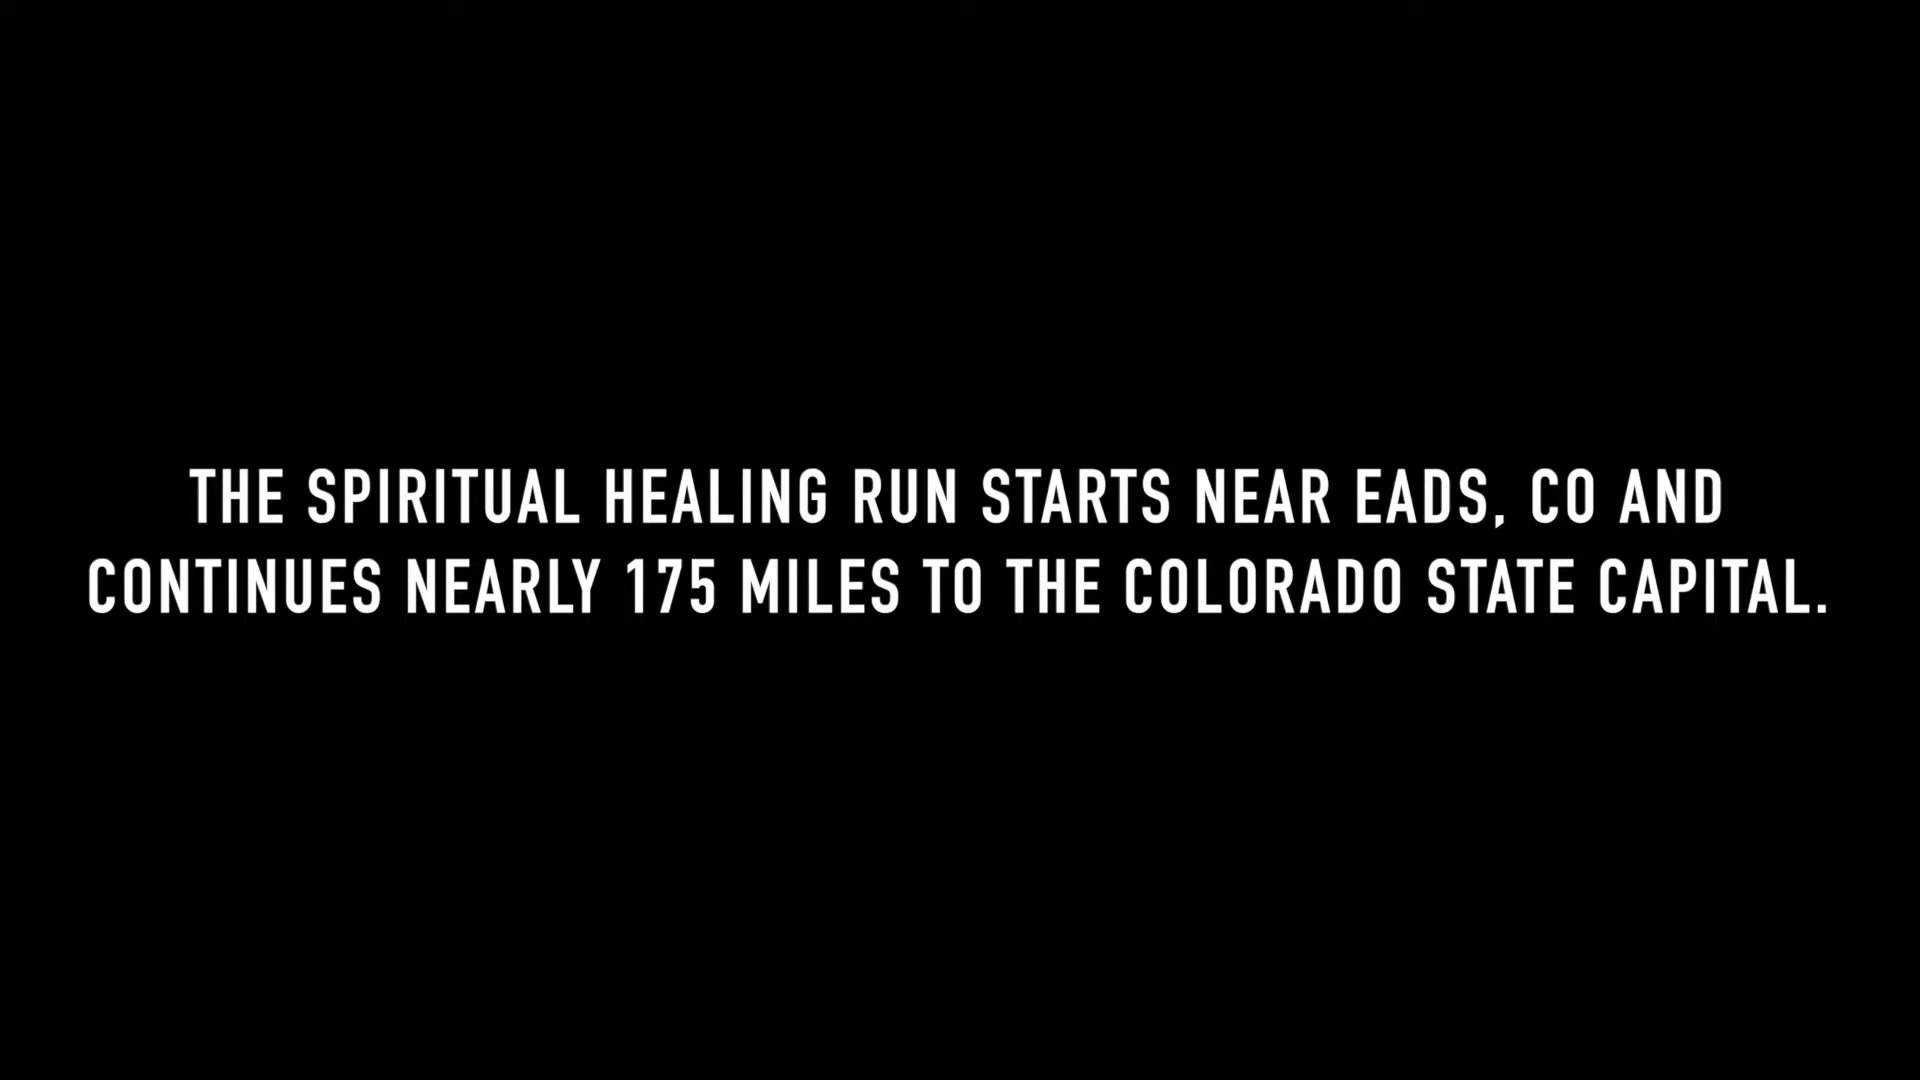 THE SPIRITUAL HEALING RUN STARTS NEAR EADS, CO AND
CONTINUES NEARLY 175 MILES TO THE COLORADO STATE CAPITAL.